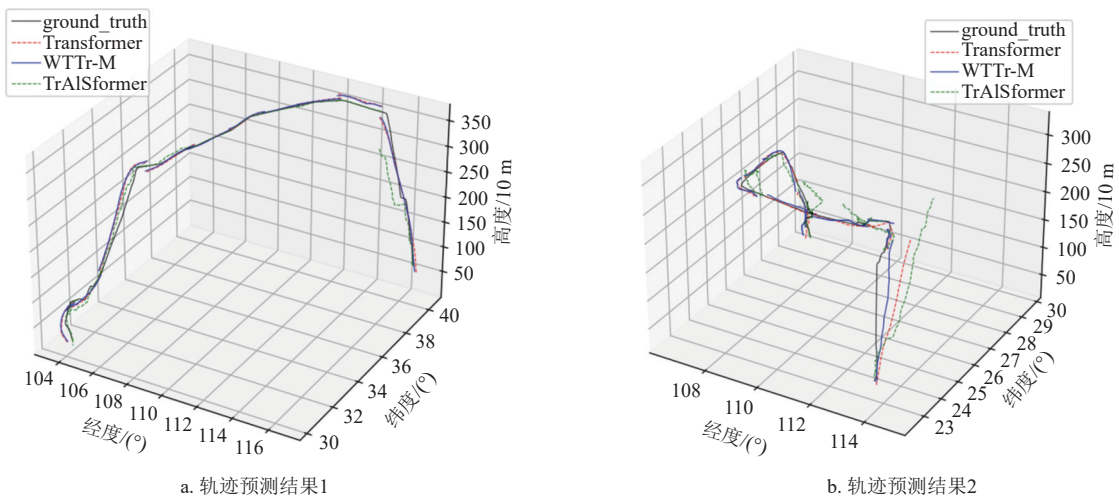 ground_truth
Transformer
WTTr-M
TrAISformer
350
300
250
200
150
100
50
高度/10 m
40
38
36
34
32
30
纬度/(°)
104
106
108
110
112
114
116
经度/(°)
a. 轨迹预测结果1
ground_truth
Transformer
WTTr-M
TrAISformer
300
250
200
150
100
50
高度/10 m
30
29
28
27
26
25
24
23
纬度/(°)
108
110
112
114
经度/(°)
b. 轨迹预测结果2